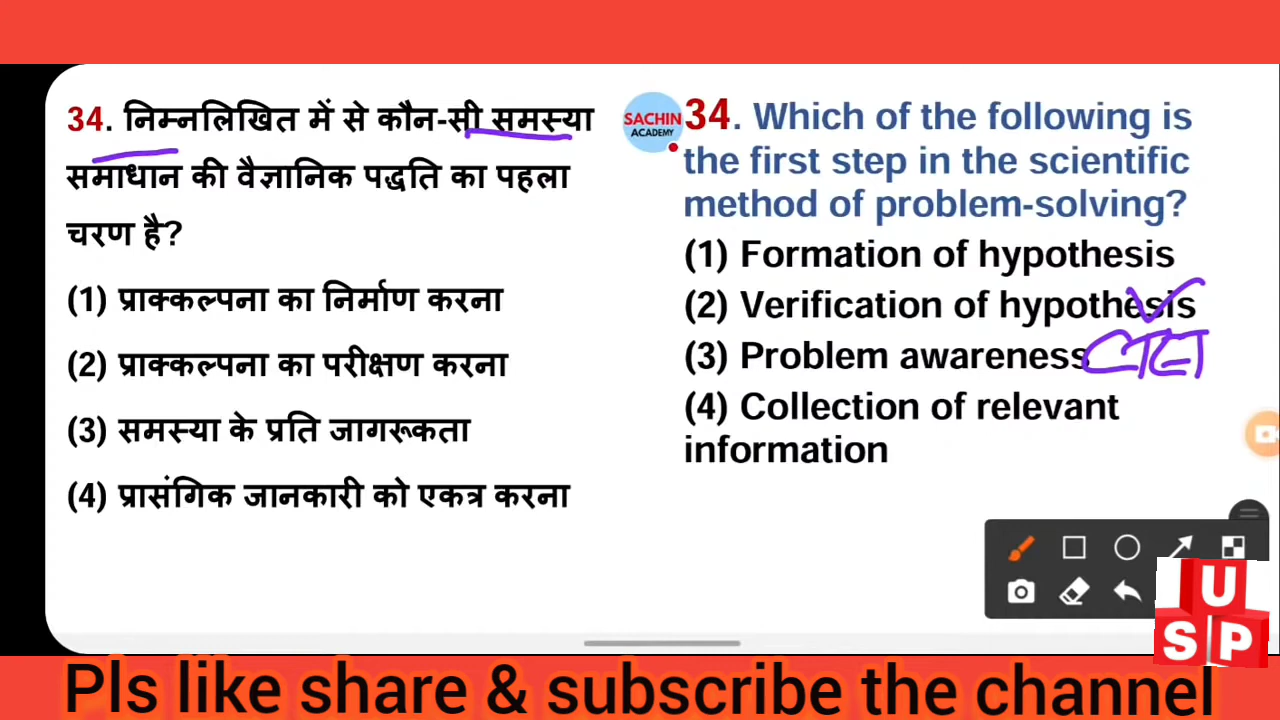 34. निम्नलिखित में से कौन-सी समस्या
समाधान की वैज्ञानिक पद्धति का पहला
चरण है?
(1) प्राक्कल्पना का निर्माण करना
(2) प्राक्कल्पना का परीक्षण करना
(3) समस्या के प्रति जागरूकता
(4) प्रासंगिक जानकारी को एकत्र करना
SACHIN
ACADEMY
34. Which of the following is
the first step in the scientific
method of problem-solving?
(1) Formation of hypothesis
(2) Verification of hypothesis
(3) Problem awareness
(4) Collection of relevant
information
U
S P
Pls like share & subscribe the channel